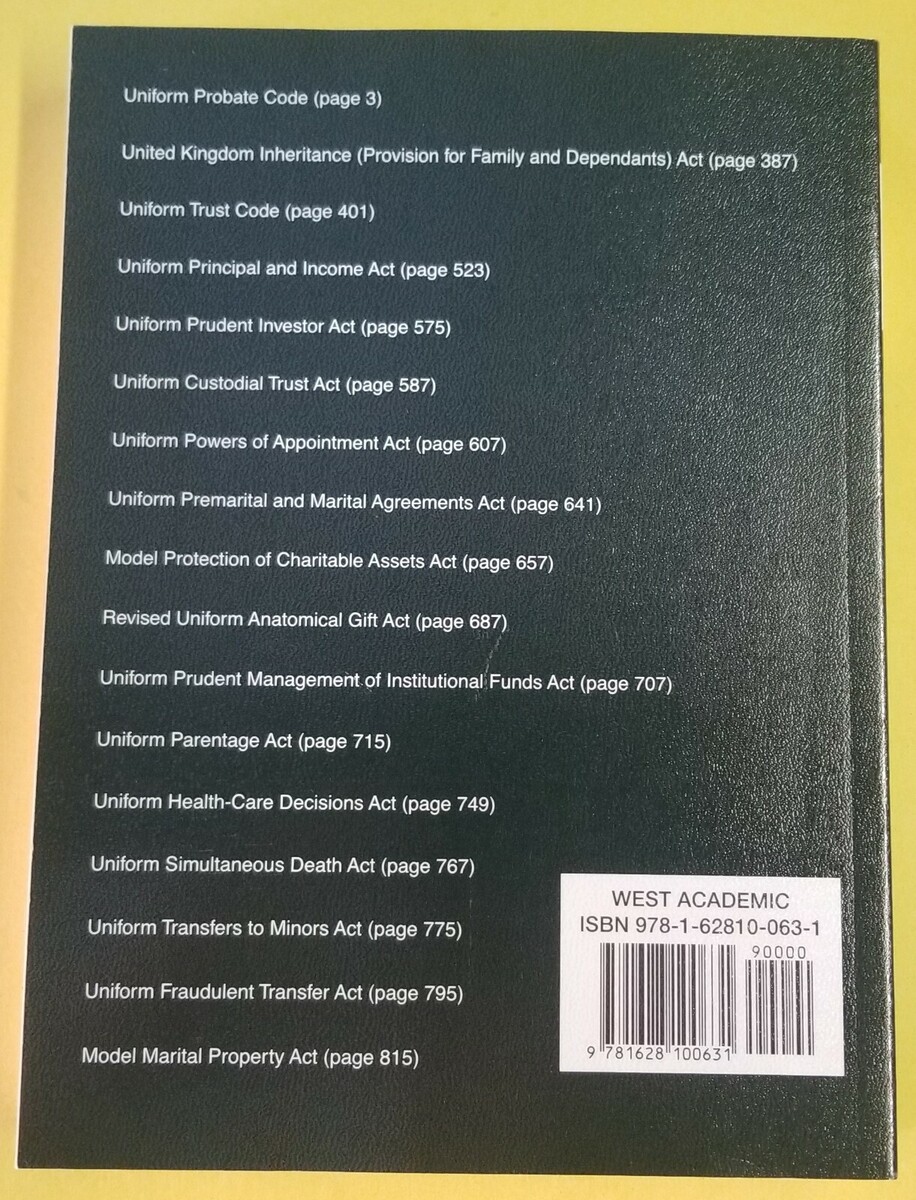 Uniform Probate Code (page 3)
United Kingdom Inheritance (Provision for Family and Dependants) Act (page 387)
Uniform Trust Code (page 401)
Uniform Principal and Income Act (page 523)
Uniform Prudent Investor Act (page 575)
Uniform Custodial Trust Act (page 587)
Uniform Powers of Appointment Act (page 607)
Uniform Premarital and Marital Agreements Act (page 641)
Model Protection of Charitable Assets Act (page 657)
Revised Uniform Anatomical Gift Act (page 687)
Uniform Prudent Management of Institutional Funds Act (page 707)
Uniform Parentage Act (page 715)
Uniform Health-Care Decisions Act (page 749)
Uniform Simultaneous Death Act (page 767)
Uniform Transfers to Minors Act (page 775)
Uniform Fraudulent Transfer Act (page 795)
Model Marital Property Act (page 815)
WEST ACADEMIC
ISBN 978-1-62810-063-1
90000
9 781628 100631